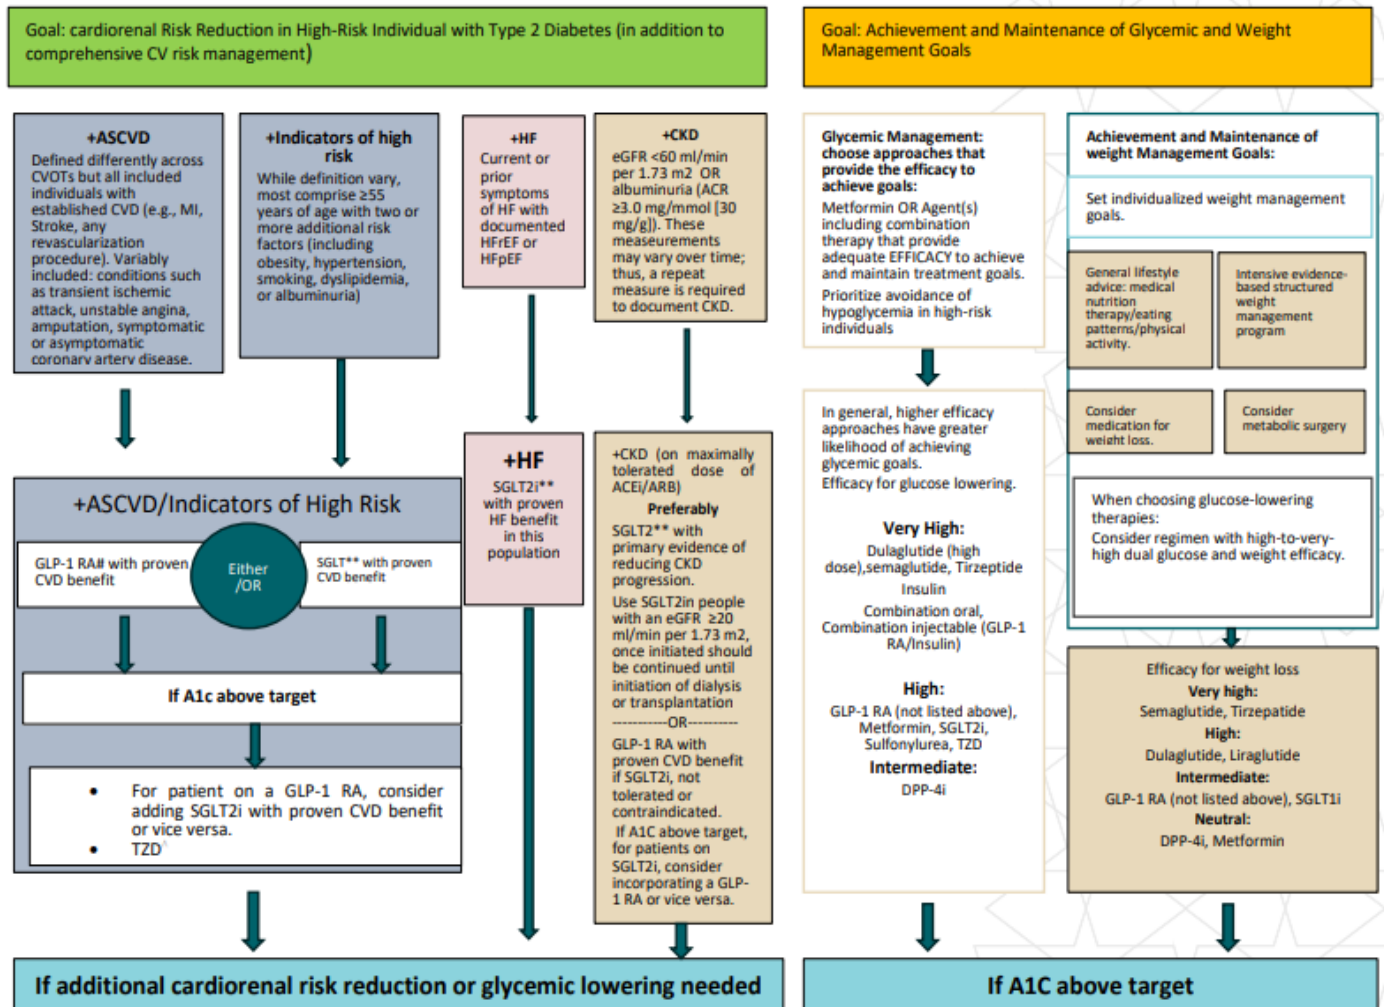 Goal: cardiorenal Risk Reduction in High-Risk Individual with Type 2 Diabetes (in addition to
comprehensive CV risk management)
Goal: Achievement and Maintenance of Glycemic and Weight
Management Goals
+ASCVD
Defined differently across
CVOTs but all included
individuals with
established CVD (e.g., MI,
Stroke, any
revascularization
procedure). Variably
included: conditions such
as transient ischemic
attack, unstable angina,
amputation, symptomatic
or asymptomatic
coronary artery disease.
+Indicators of high
risk
While definition vary,
most comprise ≥55
years of age with two or
more additional risk
factors (including
obesity, hypertension,
smoking, dyslipidemia,
or albuminuria)
+HF
Current or
prior
symptoms
of HF with
documented
HFrEF or
HFpEF
+CKD
eGFR <60 ml/min
per 1.73 m2 OR
albuminuria (ACR
≥3.0 mg/mmol [30
mg/g]). These
measeurements
may vary over time;
thus, a repeat
measure is required
to document CKD.
+ASCVD/Indicators of High Risk
GLP-1 RA# with proven
CVD benefit
Either
/OR
SGLT** with proven
CVD benefit
If A1c above target
• For patient on a GLP-1 RA, consider
adding SGLT2i with proven CVD benefit
or vice versa.
• TZD^
+HF
SGLT2i**
with proven
HF benefit
in this
population
+CKD (on maximally
tolerated dose of
ACEi/ARB)
Preferably
SGLT2** with
primary evidence of
reducing CKD
progression.
Use SGLT2in people
with an eGFR ≥20
ml/min per 1.73 m2,
once initiated should
be continued until
initiation of dialysis
or transplantation
-----------OR----------
GLP-1 RA with
proven CVD benefit
if SGLT2i, not
tolerated or
contraindicated.
If A1C above target,
for patients on
SGLT2i, consider
incorporating a GLP-
1 RA or vice versa.
If additional cardiorenal risk reduction or glycemic lowering needed
Glycemic Management:
choose approaches that
provide the efficacy to
achieve goals:
Metformin OR Agent(s)
including combination
therapy that provide
adequate EFFICACY to achieve
and maintain treatment goals.
Prioritize avoidance of
hypoglycemia in high-risk
individuals
In general, higher efficacy
approaches have greater
likelihood of achieving
glycemic goals.
Efficacy for glucose lowering.
Very High:
Dulaglutide (high
dose),semaglutide, Tirzeptide
Insulin
Combination oral,
Combination injectable (GLP-1
RA/Insulin)
High:
GLP-1 RA (not listed above),
Metformin, SGLT2i,
Sulfonylurea, TZD
Intermediate:
DPP-4i
Achievement and Maintenance of
weight Management Goals:
Set individualized weight management
goals.
General lifestyle
advice: medical
nutrition
therapy/eating
patterns/physical
activity.
Intensive evidence-
based structured
weight
management
program
Consider
medication for
weight loss.
Consider
metabolic surgery
When choosing glucose-lowering
therapies:
Consider regimen with high-to-very-
high dual glucose and weight efficacy.
Efficacy for weight loss
Very high:
Semaglutide, Tirzepatide
High:
Dulaglutide, Liraglutide
Intermediate:
GLP-1 RA (not listed above), SGLT1i
Neutral:
DPP-4i, Metformin
If A1C above target